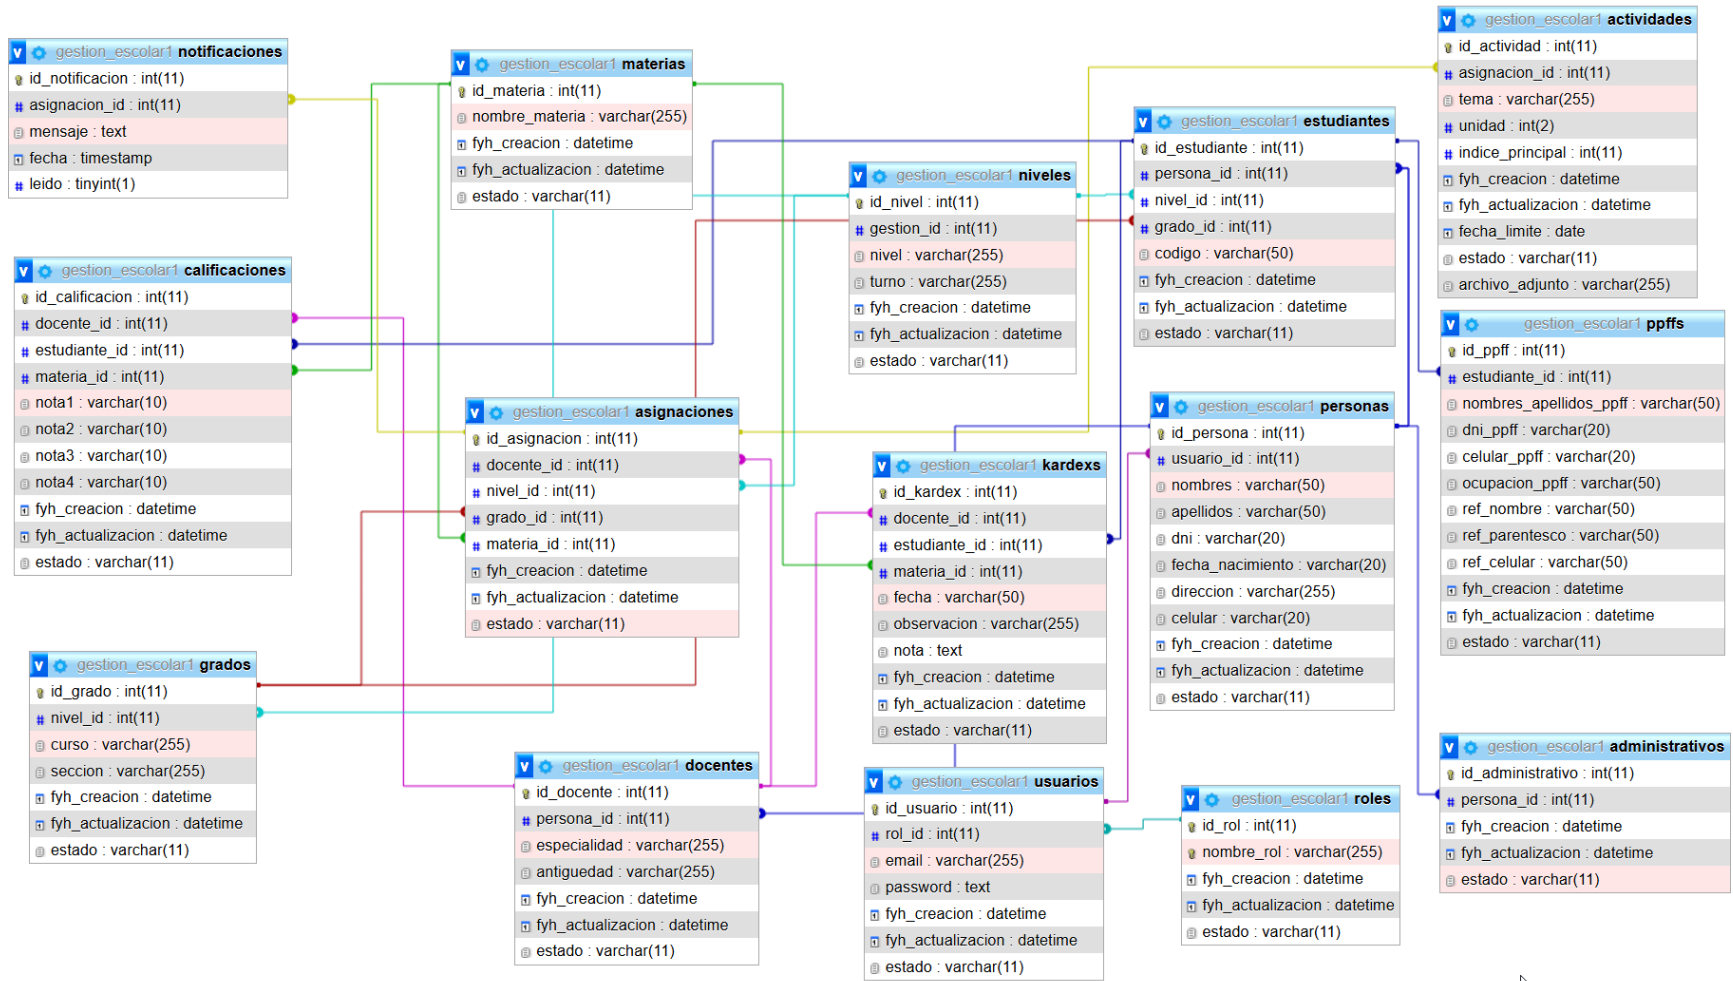 gestion_escolar1 notificaciones
id_notificacion : int(11)
asignacion_id : int(11)
mensaje : text
fecha : timestamp
leido : tinyint(1)
gestion_escolar1 calificaciones
id_calificacion : int(11)
docente_id : int(11)
estudiante_id : int(11)
materia_id : int(11)
nota1 : varchar(10)
nota2 : varchar(10)
nota3 : varchar(10)
nota4 : varchar(10)
fyh_creacion : datetime
fyh_actualizacion : datetime
estado : varchar(11)
gestion_escolar1 grados
id_grado : int(11)
nivel_id : int(11)
curso : varchar(255)
seccion : varchar(255)
fyh_creacion : datetime
fyh_actualizacion : datetime
estado : varchar(11)
gestion_escolar1 materias
id_materia : int(11)
nombre_materia : varchar(255)
fyh_creacion : datetime
fyh_actualizacion : datetime
estado : varchar(11)
gestion_escolar1 asignaciones
id_asignacion : int(11)
docente_id : int(11)
nivel_id : int(11)
grado_id : int(11)
materia_id : int(11)
fyh_creacion : datetime
fyh_actualizacion : datetime
estado : varchar(11)
gestion_escolar1 docentes
id_docente : int(11)
persona_id : int(11)
especialidad : varchar(255)
antiguedad : varchar(255)
fyh_creacion : datetime
fyh_actualizacion : datetime
estado : varchar(11)
gestion_escolar1 niveles
id_nivel : int(11)
gestion_id : int(11)
nivel : varchar(255)
turno : varchar(255)
fyh_creacion : datetime
fyh_actualizacion : datetime
estado : varchar(11)
gestion_escolar1 kardexs
id_kardex : int(11)
docente_id : int(11)
estudiante_id : int(11)
materia_id : int(11)
fecha : varchar(50)
observacion : varchar(255)
nota : text
fyh_creacion : datetime
fyh_actualizacion : datetime
estado : varchar(11)
gestion_escolar1 usuarios
id_usuario : int(11)
rol_id : int(11)
email : varchar(255)
password : text
fyh_creacion : datetime
fyh_actualizacion : datetime
estado : varchar(11)
gestion_escolar1 estudiantes
id_estudiante : int(11)
persona_id : int(11)
nivel_id : int(11)
grado_id : int(11)
codigo : varchar(50)
fyh_creacion : datetime
fyh_actualizacion : datetime
estado : varchar(11)
gestion_escolar1 personas
id_persona : int(11)
usuario_id : int(11)
nombres : varchar(50)
apellidos : varchar(50)
dni : varchar(20)
fecha_nacimiento : varchar(20)
direccion : varchar(255)
celular : varchar(20)
fyh_creacion : datetime
fyh_actualizacion : datetime
estado : varchar(11)
gestion_escolar1 roles
id_rol : int(11)
nombre_rol : varchar(255)
fyh_creacion : datetime
fyh_actualizacion : datetime
estado : varchar(11)
gestion_escolar1 actividades
id_actividad : int(11)
asignacion_id : int(11)
tema : varchar(255)
unidad : int(2)
indice_principal : int(11)
fyh_creacion : datetime
fyh_actualizacion : datetime
fecha_limite : date
estado : varchar(11)
archivo_adjunto : varchar(255)
gestion_escolar1 ppffs
id_ppff : int(11)
estudiante_id : int(11)
nombres_apellidos_ppff : varchar(50)
dni_ppff : varchar(20)
celular_ppff : varchar(20)
ocupacion_ppff : varchar(50)
ref_nombre : varchar(50)
ref_parentesco : varchar(50)
ref_celular : varchar(50)
fyh_creacion : datetime
fyh_actualizacion : datetime
estado : varchar(11)
gestion_escolar1 administrativos
id_administrativo : int(11)
persona_id : int(11)
fyh_creacion : datetime
fyh_actualizacion : datetime
estado : varchar(11)